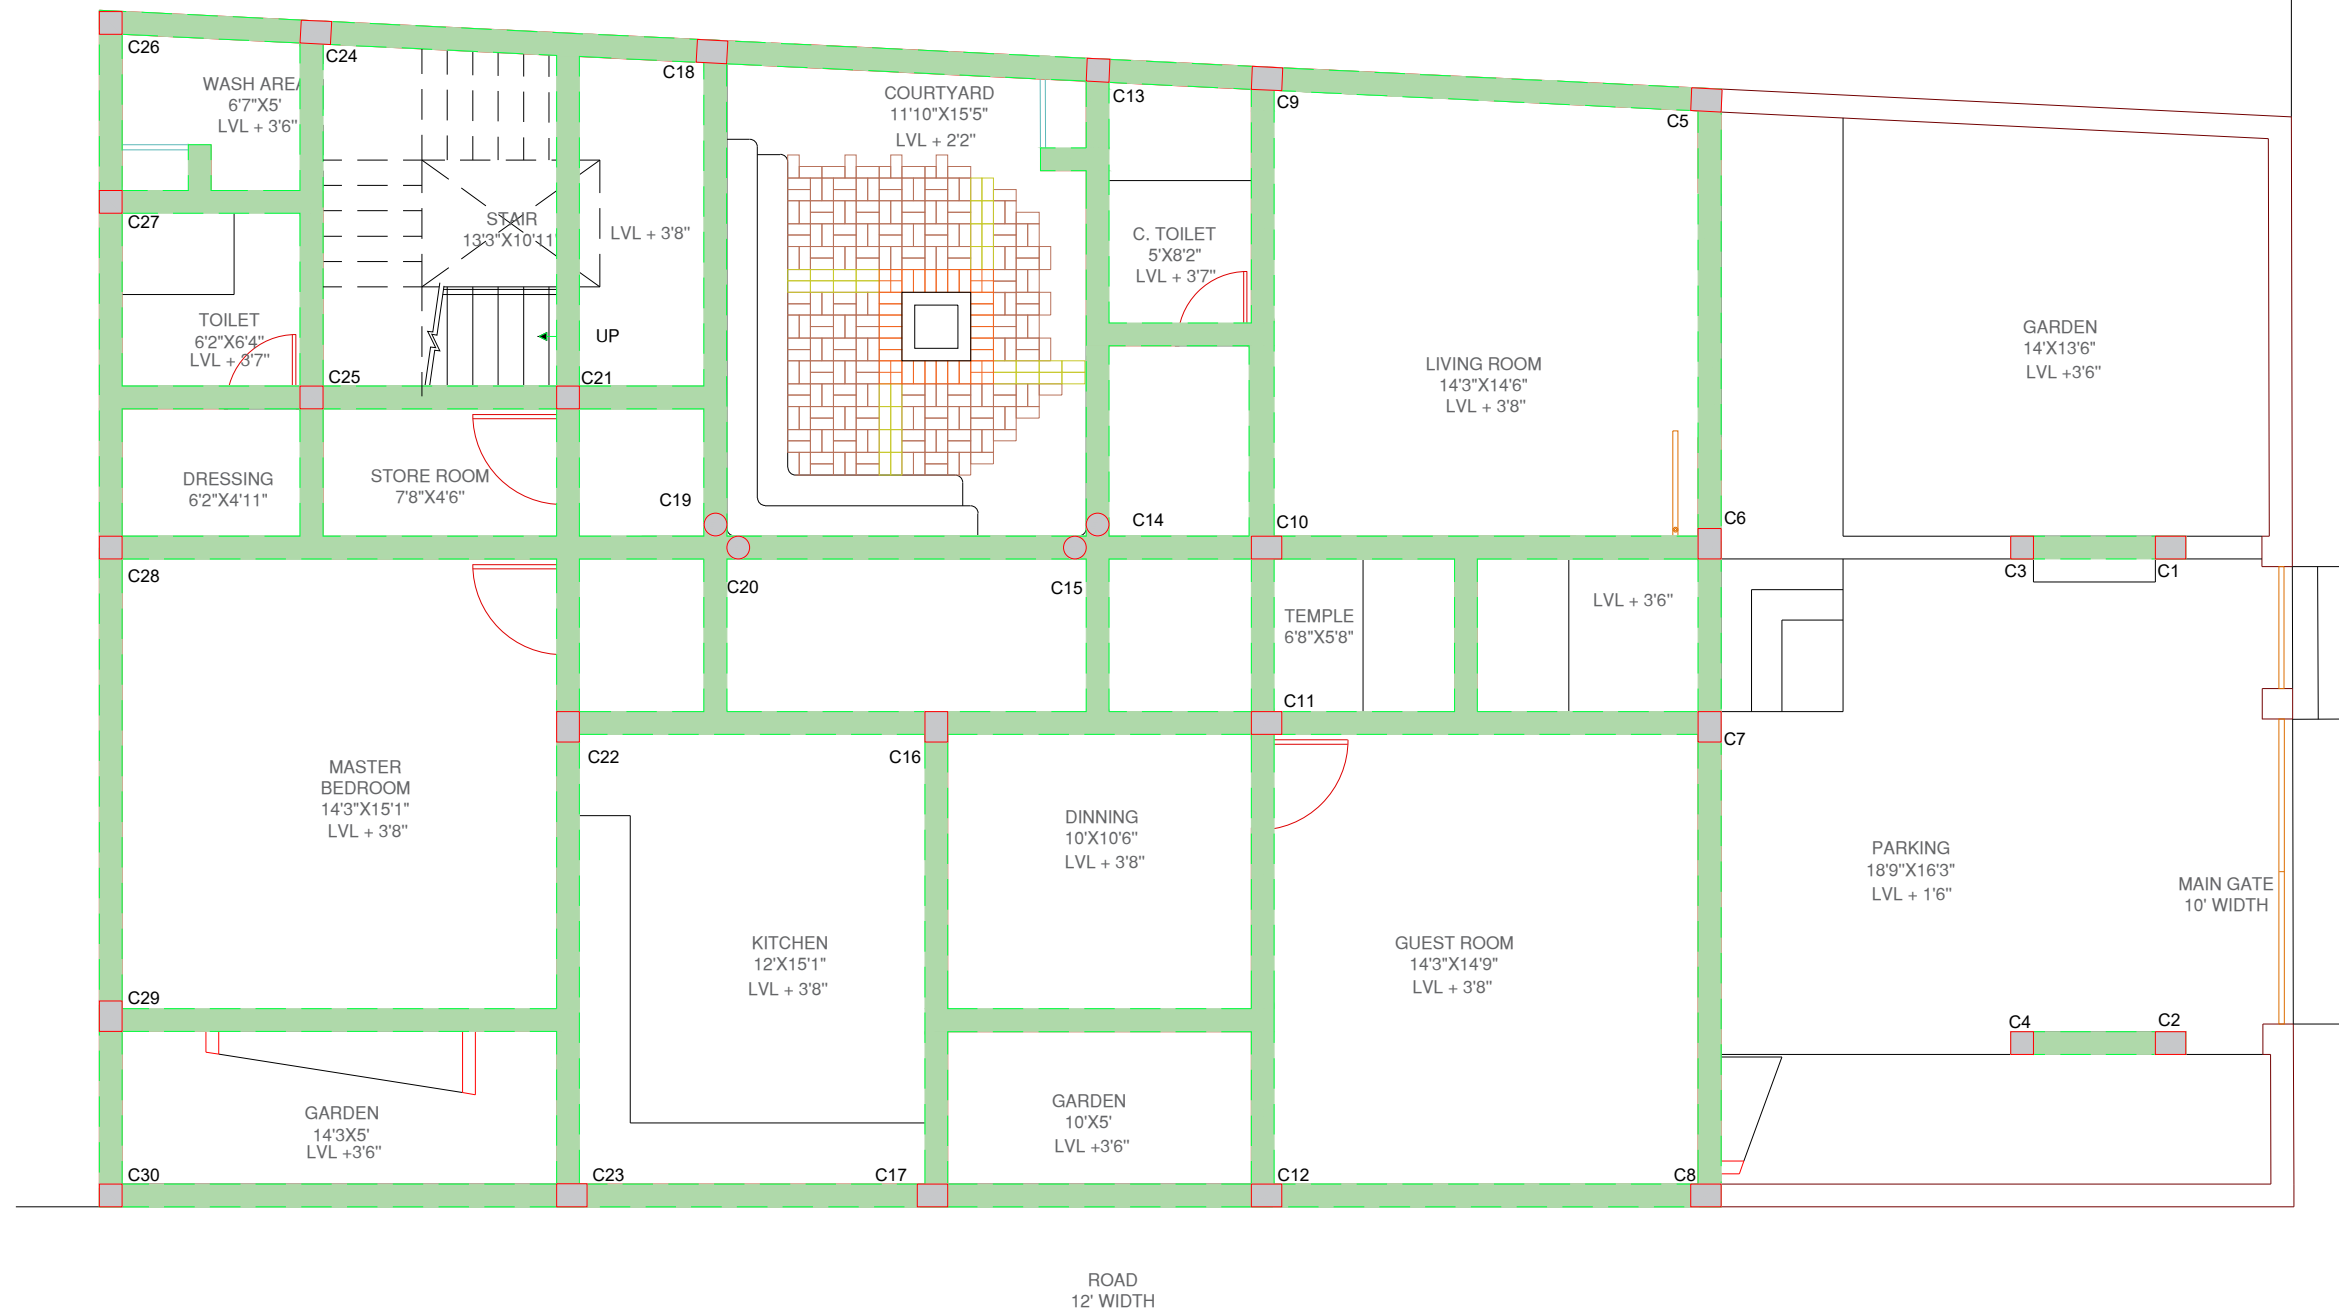 C26
C24
C18
C13
C9
C5
WASH AREA
6'7"X5'
LVL + 3'6"
COURTYARD
11'10"X15'5"
LVL + 2'2"
C27
STAIR
13'3"X10'11"
LVL + 3'8"
C. TOILET
5'X8'2"
LVL + 3'7"
TOILET
6'2"X6'4"
LVL + 3'7"
UP
LIVING ROOM
14'3"X14'6"
LVL + 3'8"
GARDEN
14'X13'6"
LVL +3'6"
C25
C21
DRESSING
6'2"X4'11"
STORE ROOM
7'8"X4'6"
C19
C14
C10
C6
C28
C20
C15
C3
C1
TEMPLE
6'8"X5'8"
LVL + 3'6"
C22
C16
C11
C7
MASTER
BEDROOM
14'3"X15'1"
LVL + 3'8"
DINNING
10'X10'6"
LVL + 3'8"
PARKING
18'9"X16'3"
LVL + 1'6"
MAIN GATE
10' WIDTH
KITCHEN
12'X15'1"
LVL + 3'8"
GUEST ROOM
14'3"X14'9"
LVL + 3'8"
C29
C4
C2
GARDEN
14'3X5'
LVL +3'6"
GARDEN
10'X5'
LVL +3'6"
C30
C23
C17
C12
C8
ROAD
12' WIDTH